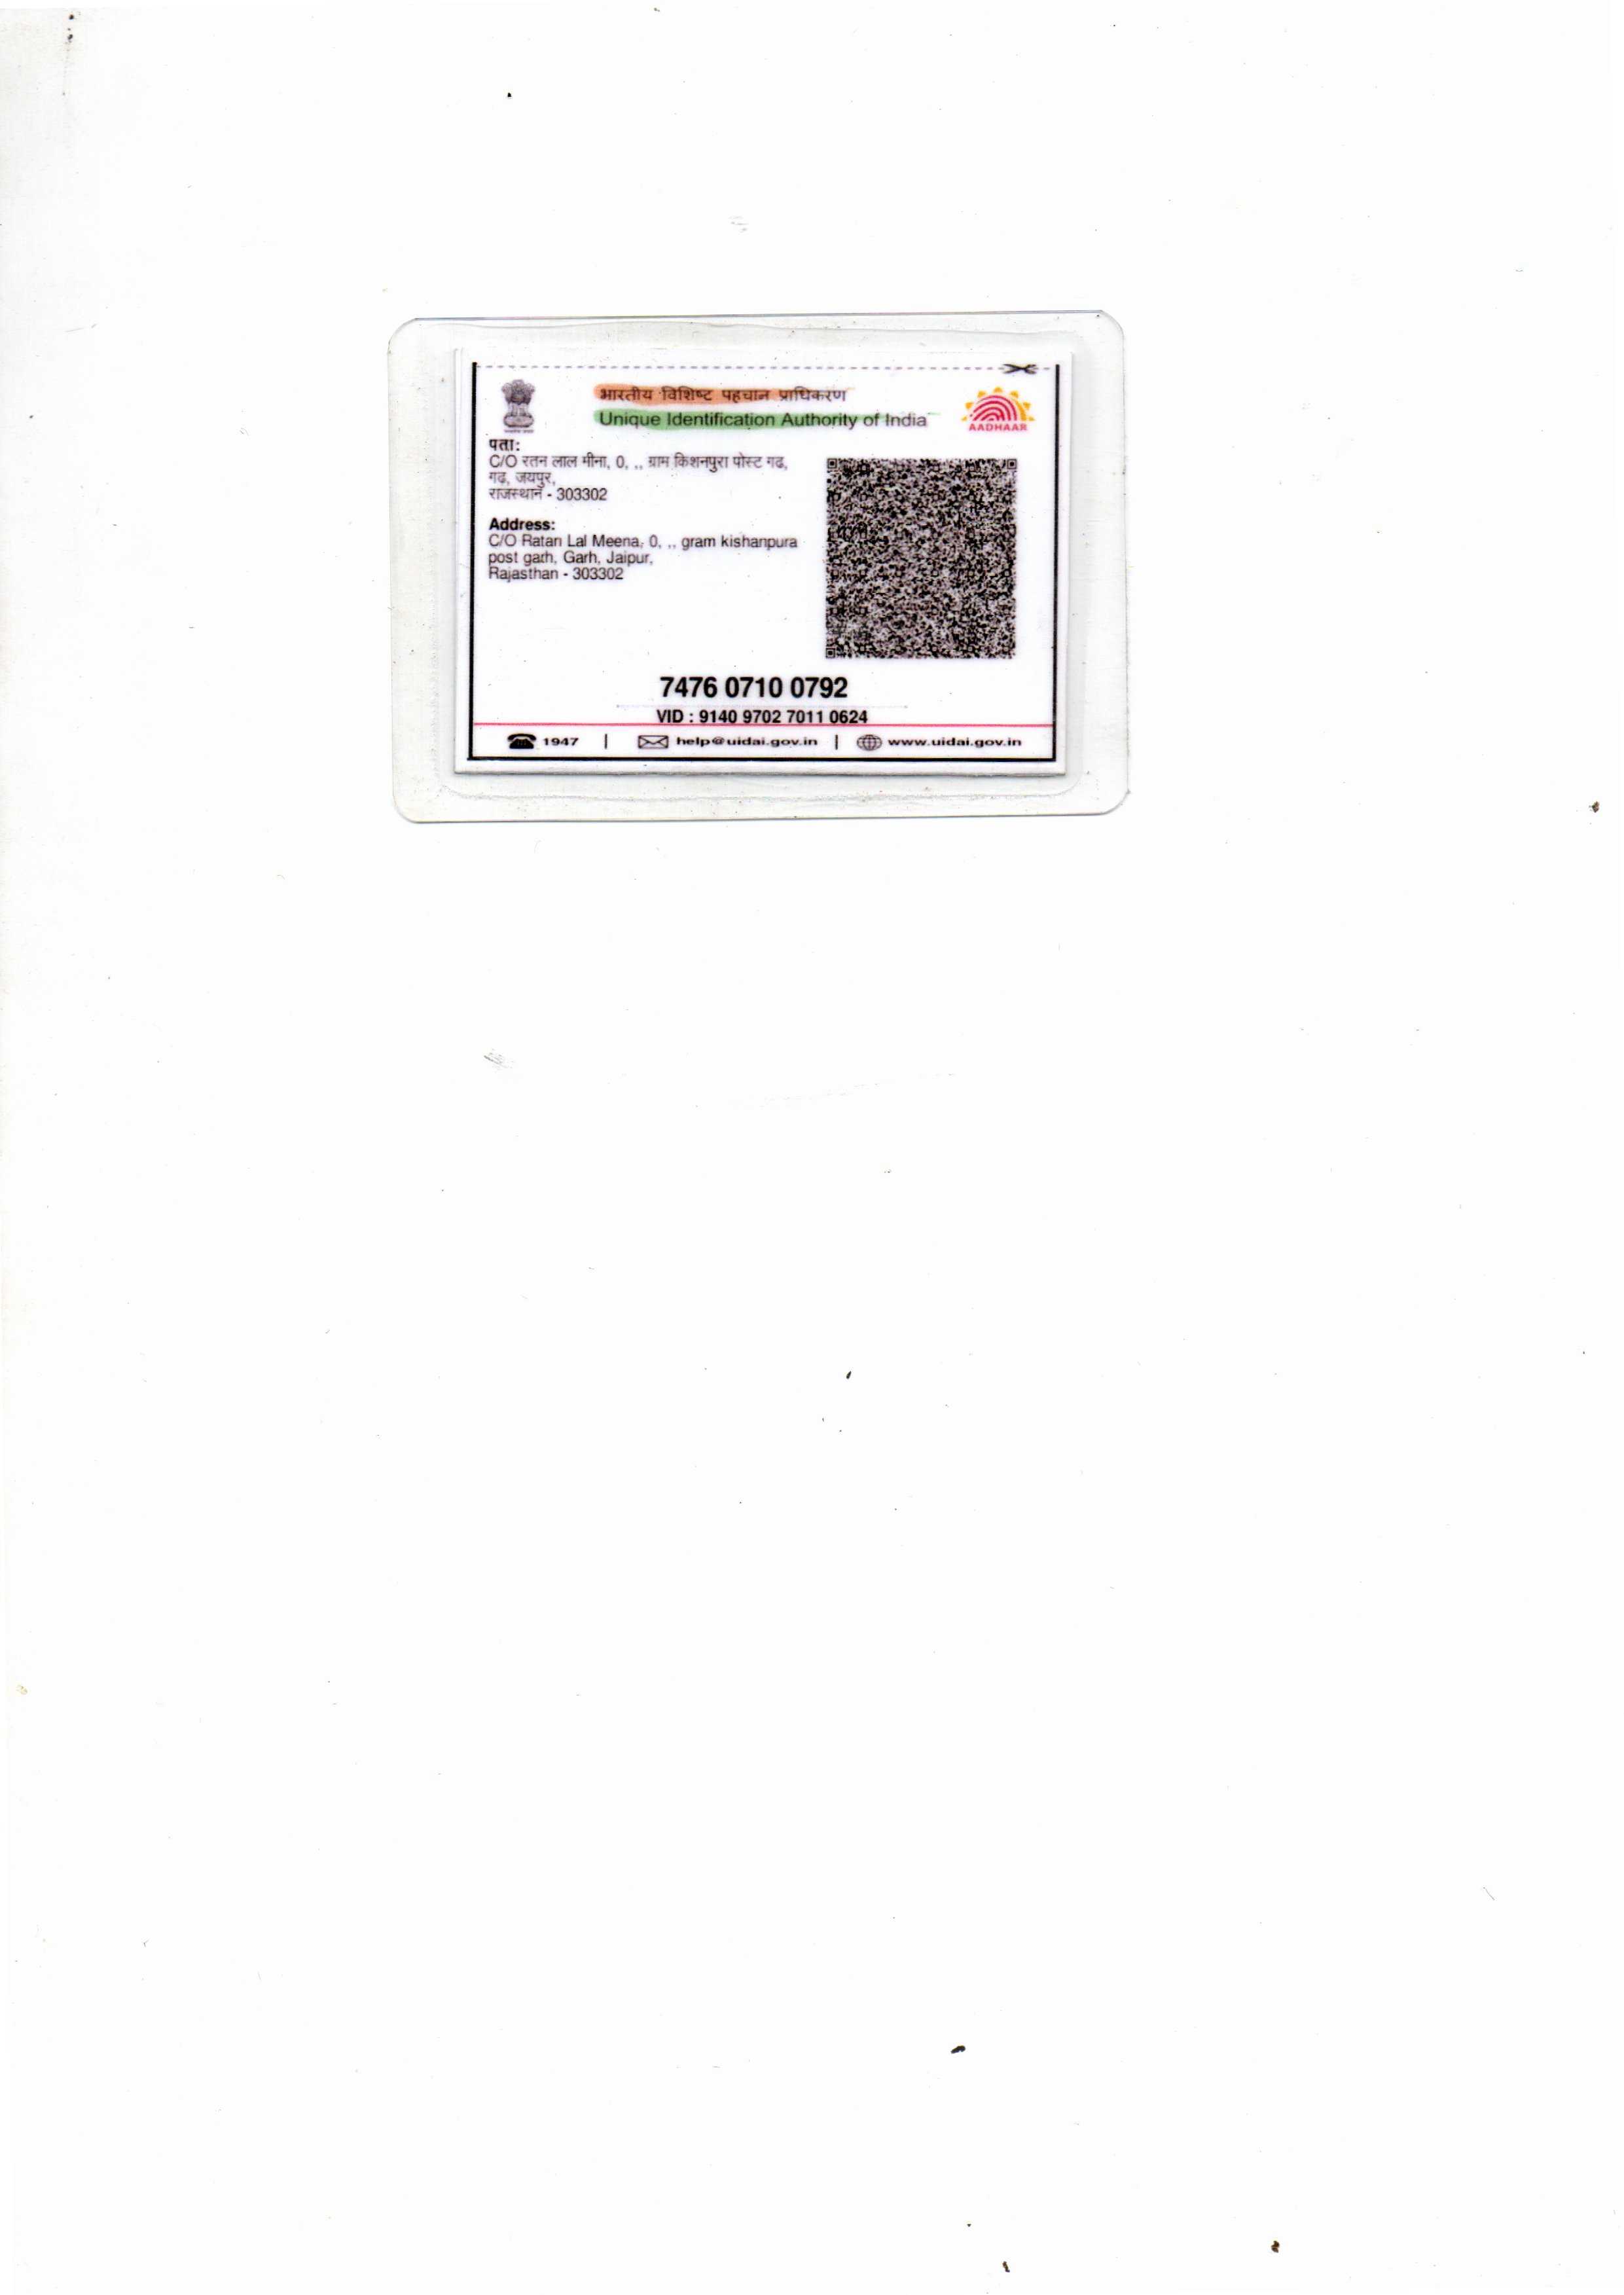 भारतीय विशिष्ट पहचान प्राधिकरण
Unique Identification Authority of India
AADHAAR
पता:
C/O रतन लाल मीना, 0, ,, ग्राम किशनपुरा पोस्ट गढ,
गढ़, जयपुर,
राजस्थान - 303302
Address:
C/O Ratan Lal Meena, 0, ,, gram kishanpura
post garh, Garh, Jaipur,
Rajasthan - 303302
7476 0710 0792
VID : 9140 9702 7011 0624
1947 | help@uidai.gov.in | www.uidai.gov.in